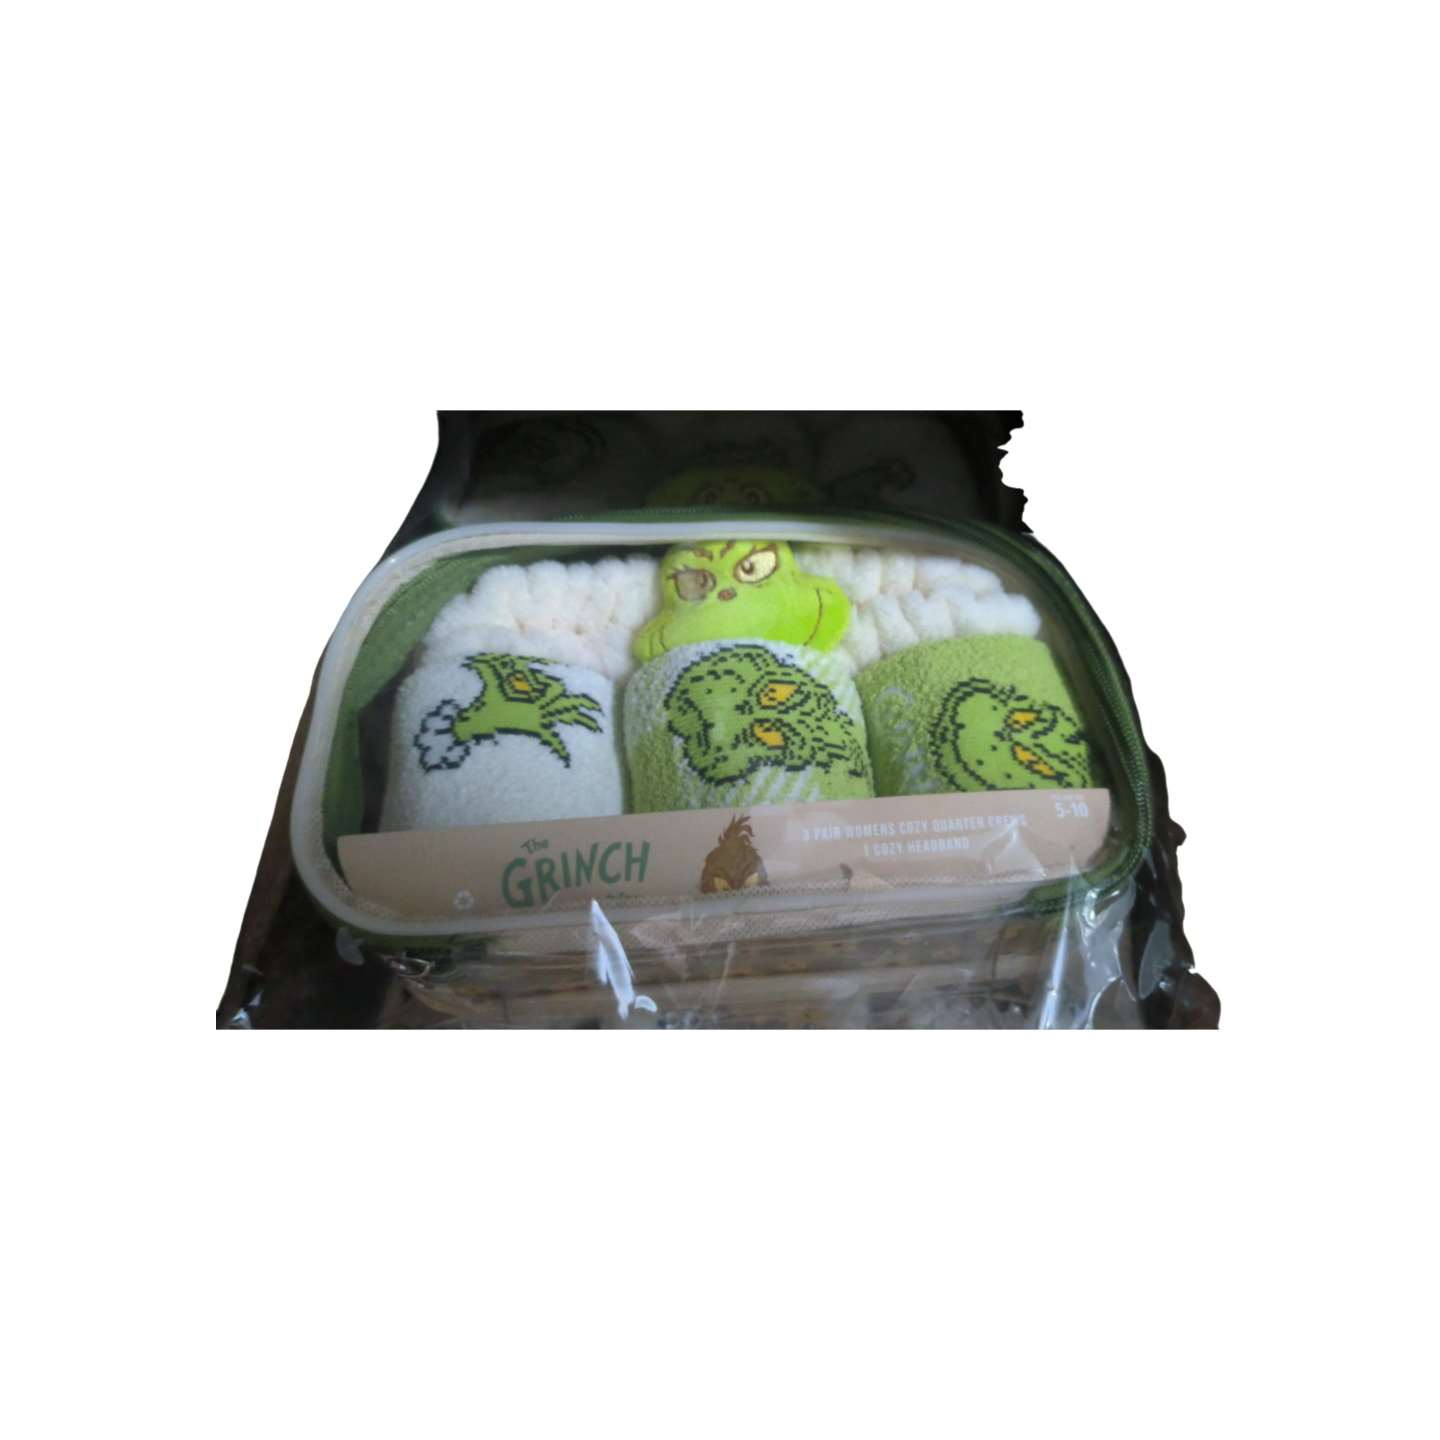 The
GRINCH
3 PAIR WOMENS COZY QUARTER CREWS
1 COZY HEADBAND
5-10